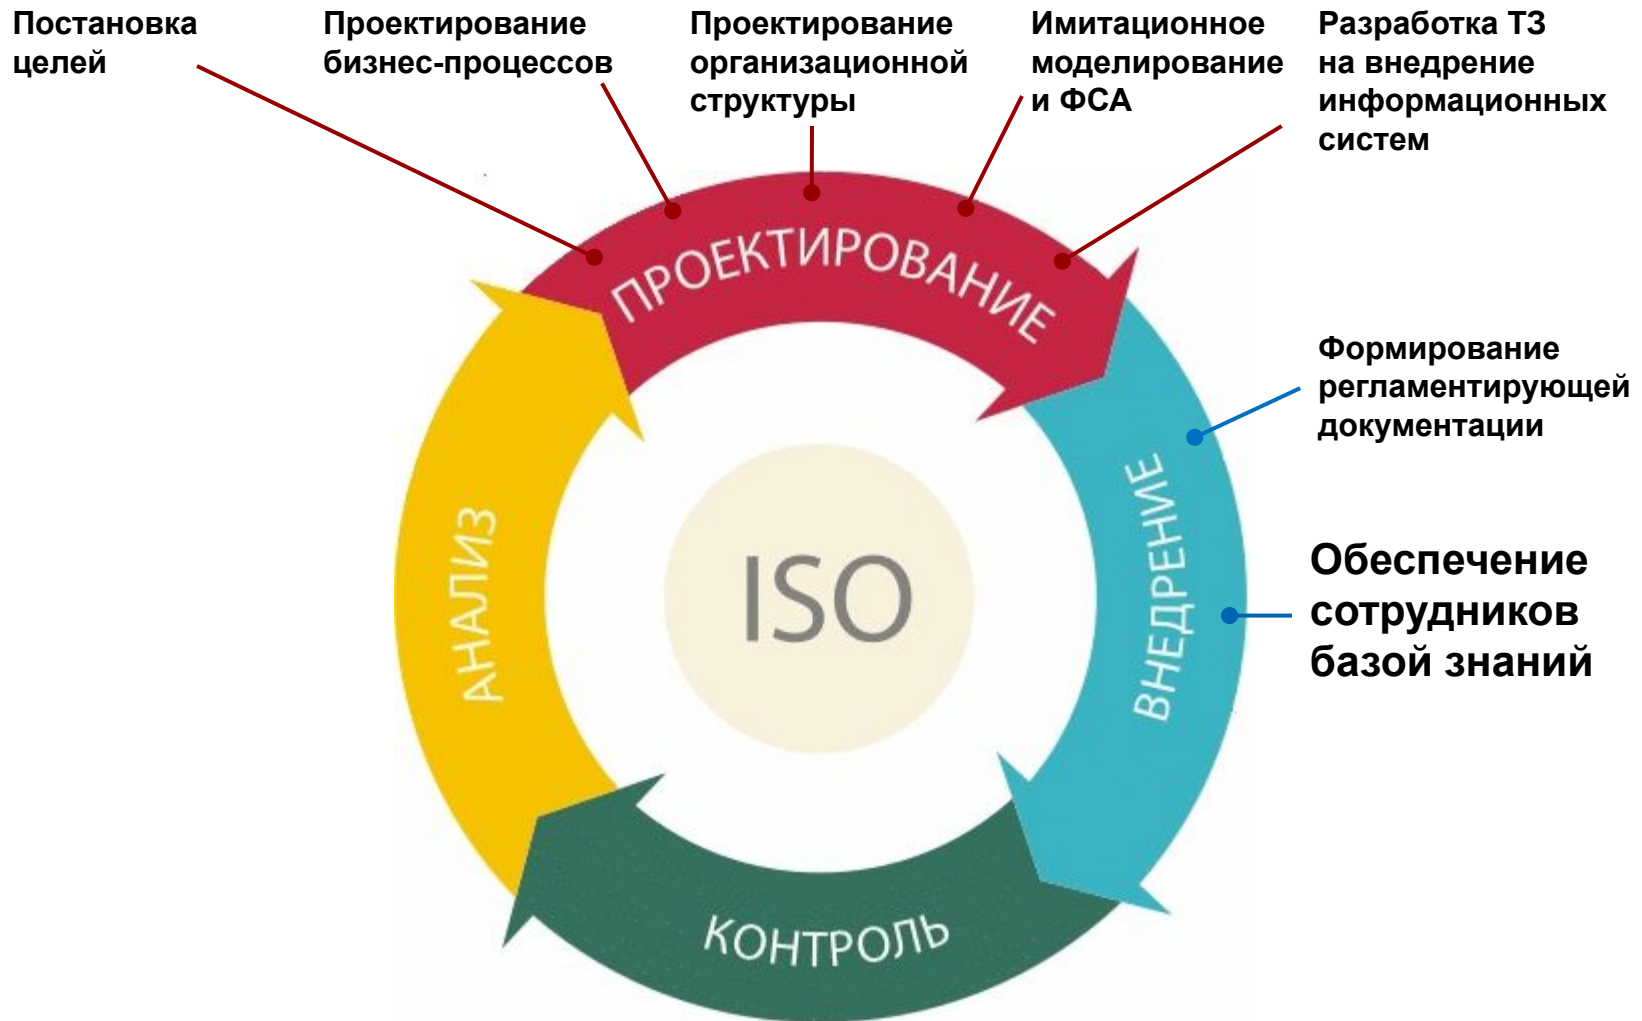 Постановка
целей
Проектирование
бизнес-процессов
Проектирование
организационной
структуры
Имитационное
моделирование
и ФСА
Разработка ТЗ
на внедрение
информационных
систем
ПРОЕКТИРОВАНИЕ
Формирование
регламентирующей
документации
ВНЕДРЕНИЕ
Обеспечение
сотрудников
базой знаний
АНАЛИЗ
ISO
КОНТРОЛЬ